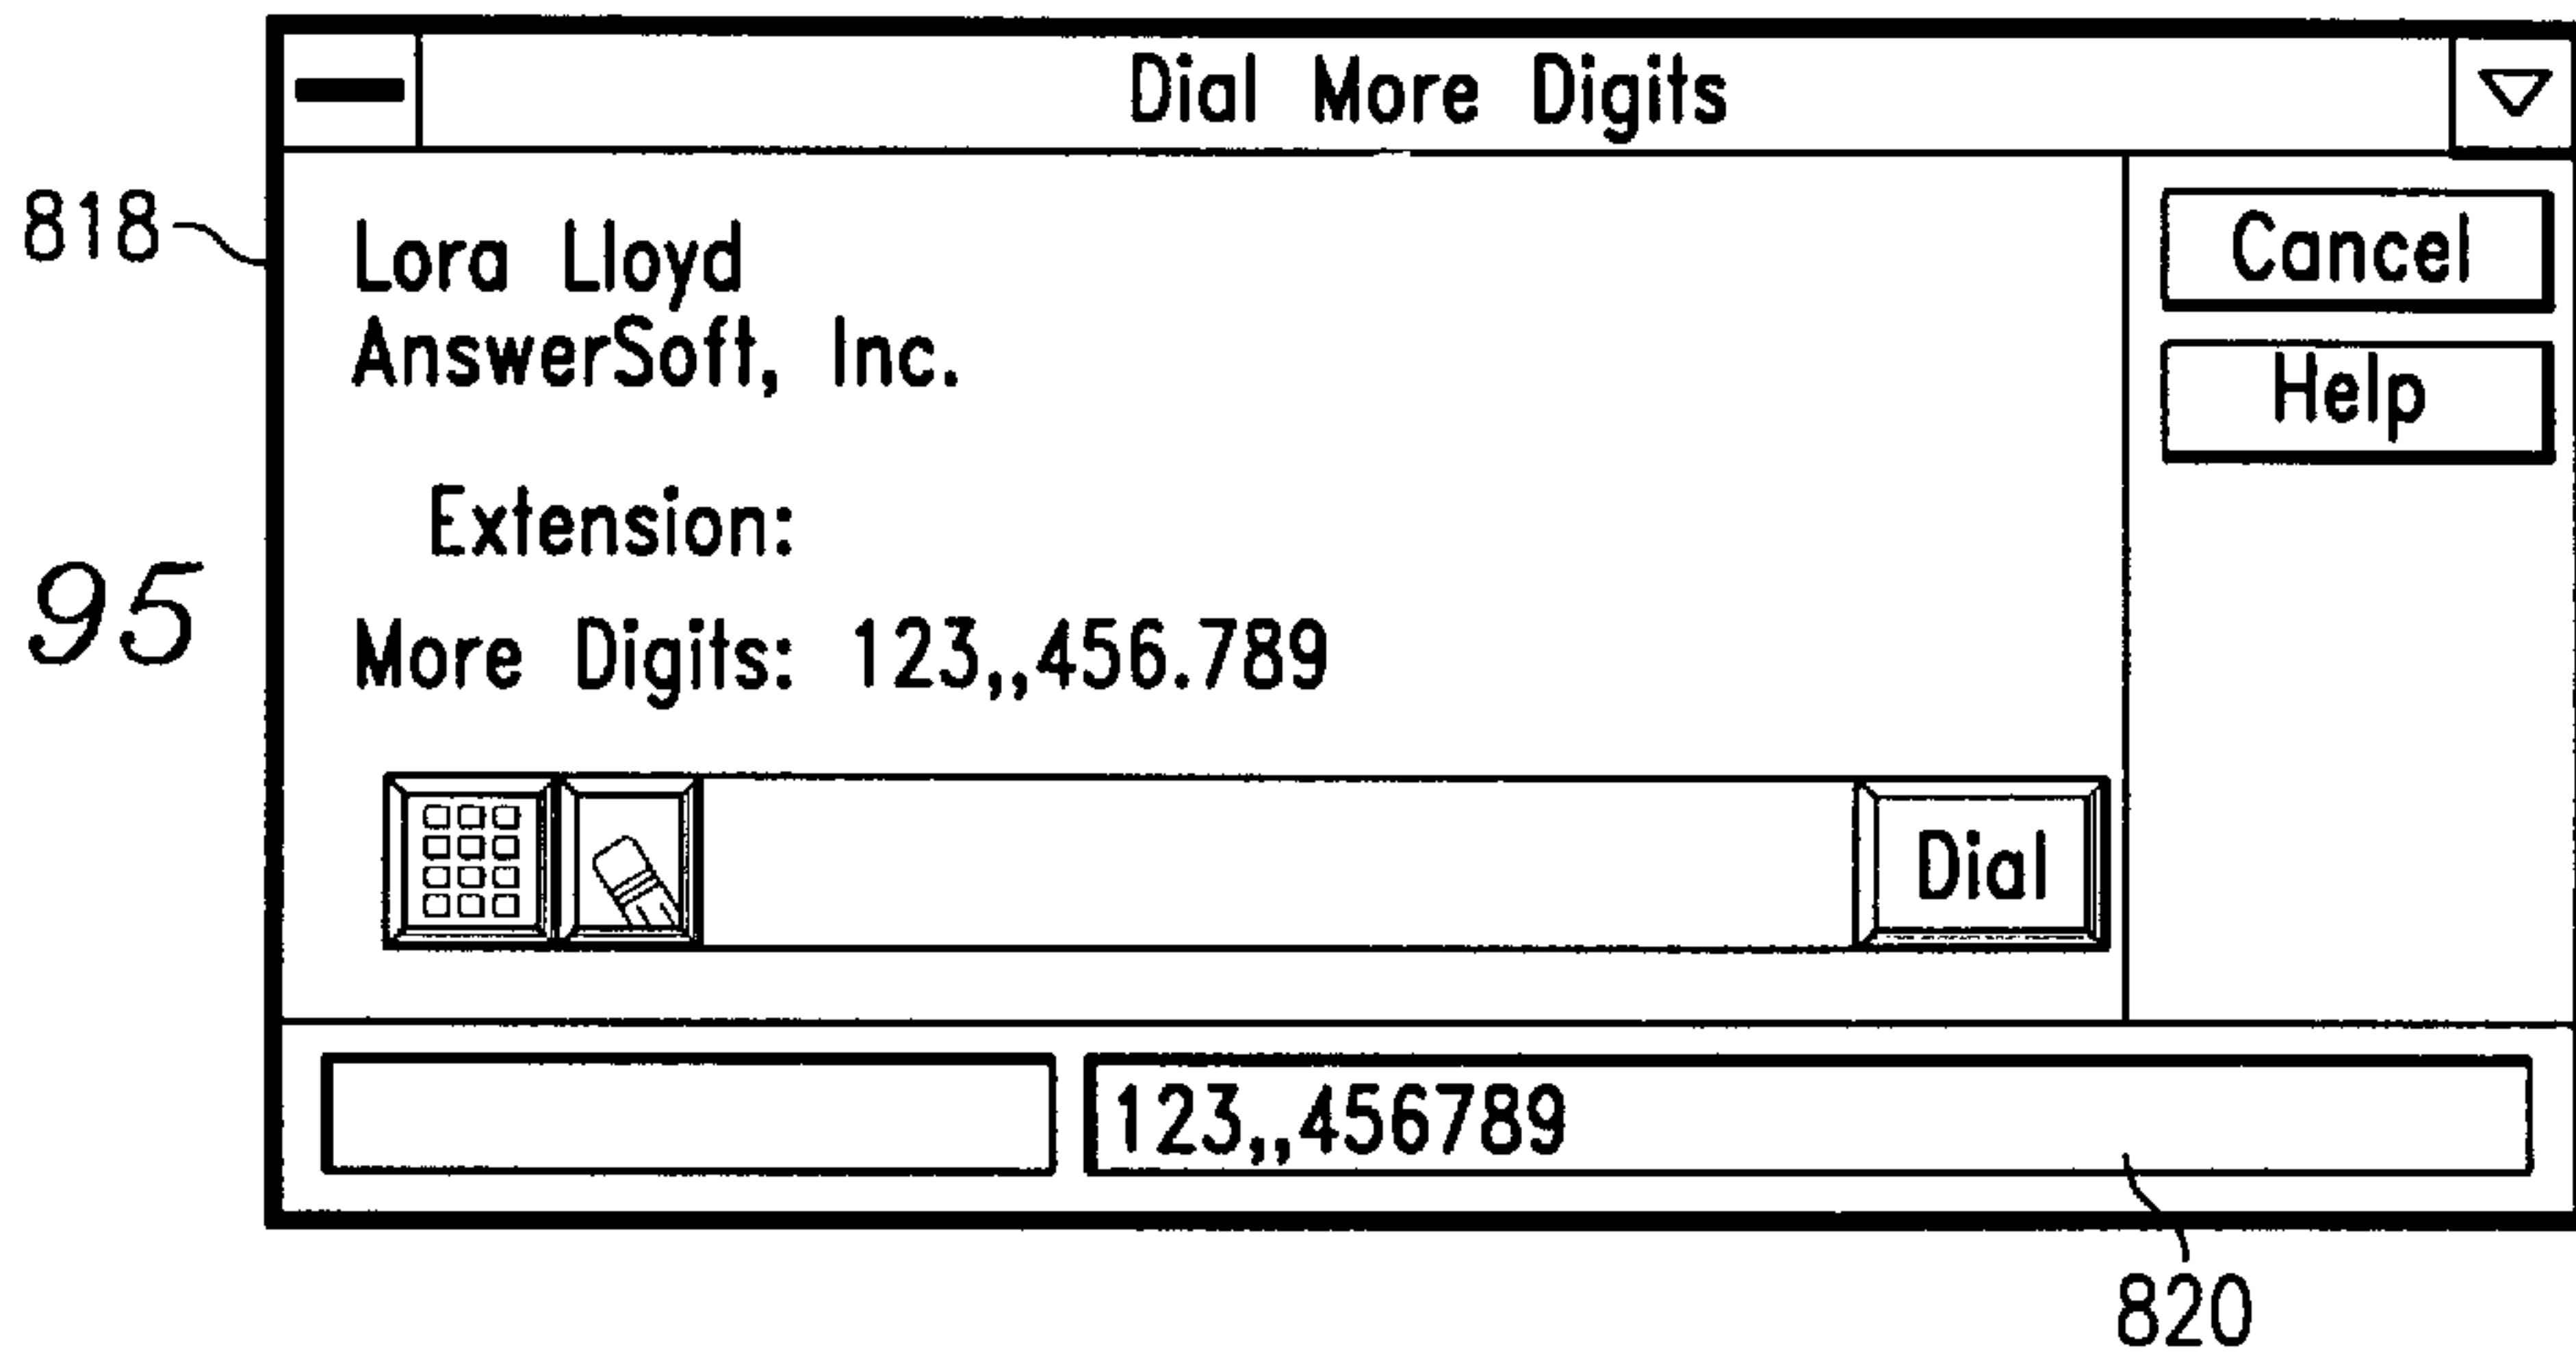 Dial More Digits
818
Lora Lloyd
AnswerSoft, Inc.
Cancel
Help
Extension:
95
More Digits: 123,,456.789
Dial
123,,456789
820